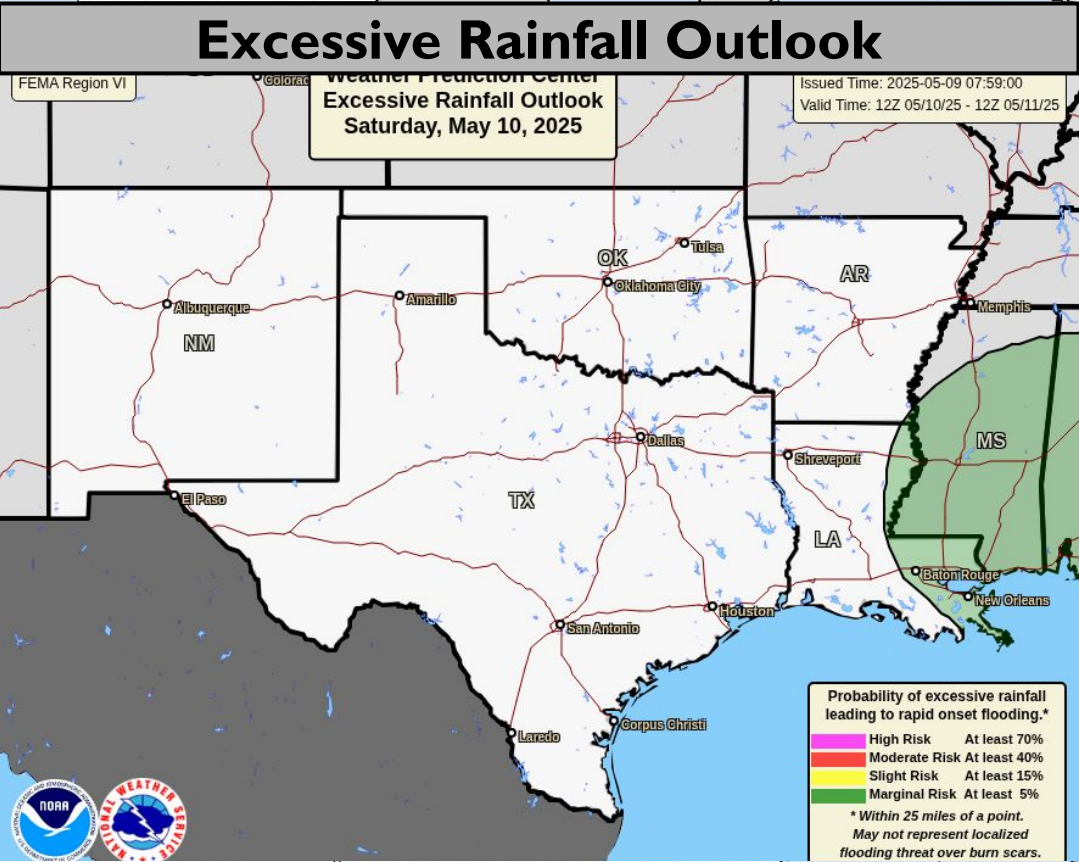 Excessive Rainfall Outlook
FEMA Region VI
Weather Prediction Center
Excessive Rainfall Outlook
Saturday, May 10, 2025
Issued Time: 2025-05-09 07:59:00
Valid Time: 12Z 05/10/25 - 12Z 05/11/25
Colorad
OK
Tulsa
Oklahoma City
AR
Amarillo
Albuquerque
Memphis
NM
Dallas
MS
Shreveport
El Paso
TX
LA
Baton Rouge
New Orleans
Houston
San Antonio
Corpus Christi
Laredo
Probability of excessive rainfall
leading to rapid onset flooding.*
High Risk At least 70%
Moderate Risk At least 40%
Slight Risk At least 15%
Marginal Risk At least 5%
* Within 25 miles of a point.
May not represent localized
flooding threat over burn scars.
NOAA
NATIONAL WEATHER SERVICE